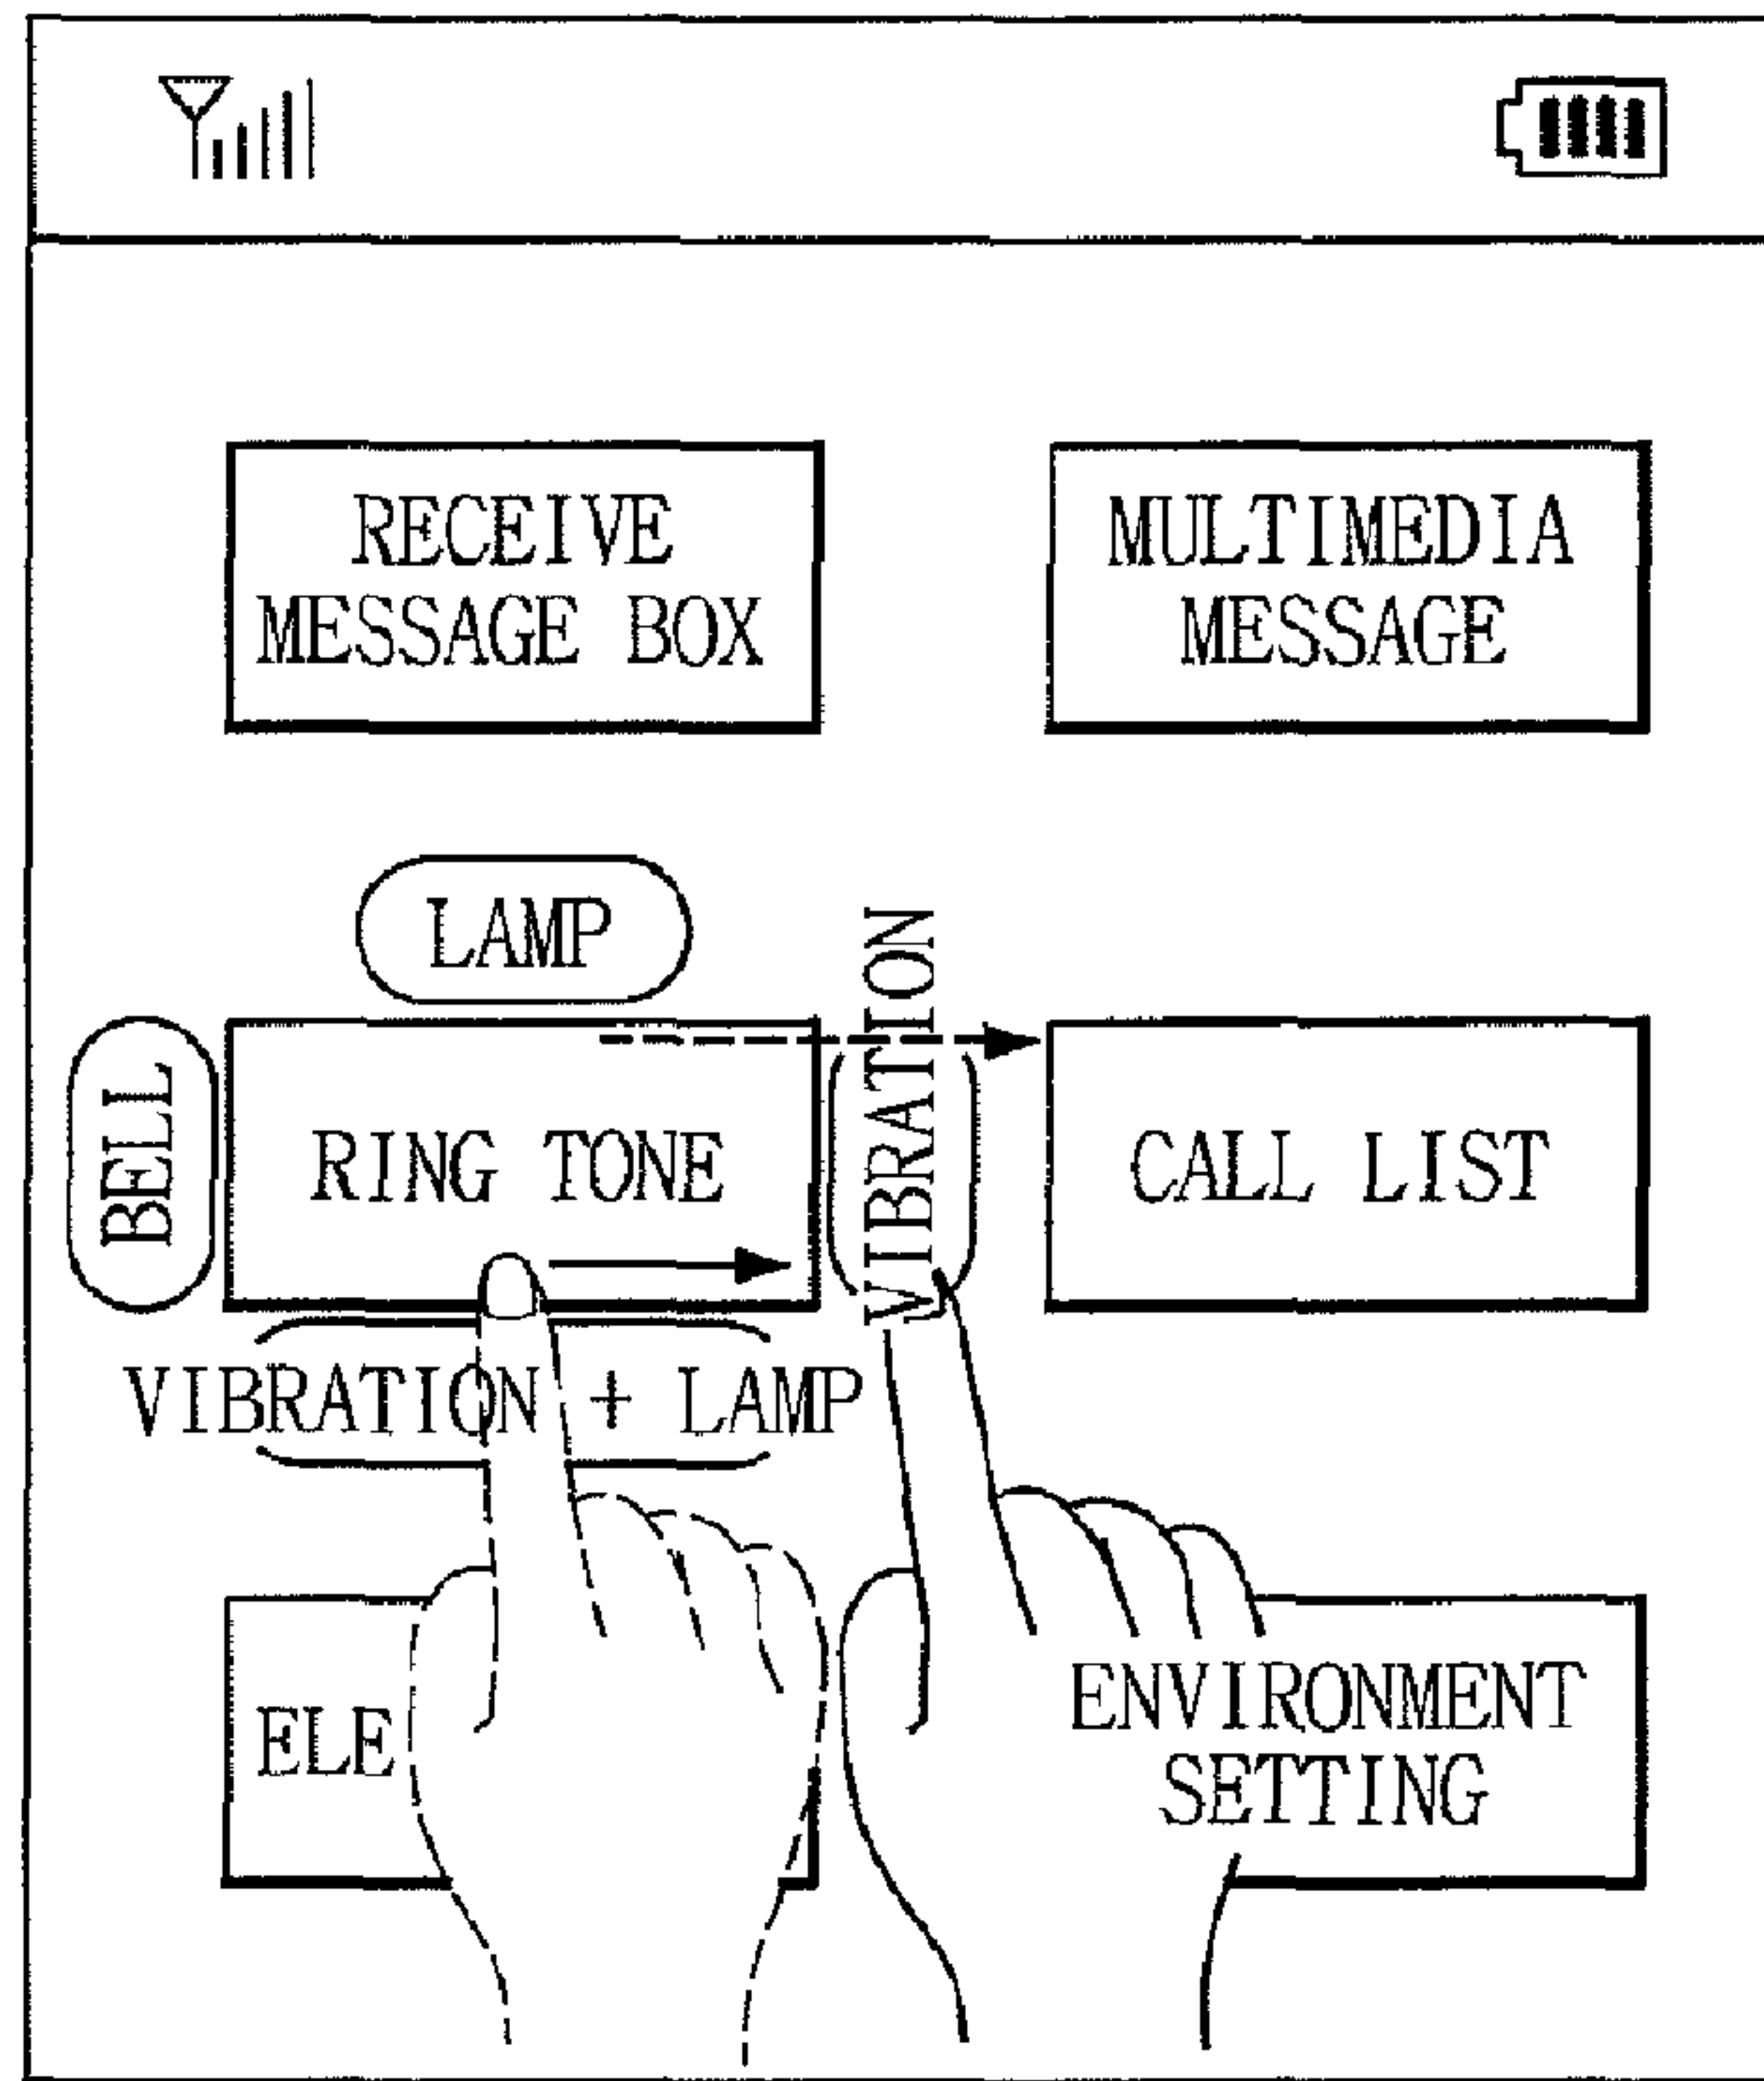 RECEIVE
MESSAGE BOX
MULTIMEDIA
MESSAGE
LAMP
BELL
RING TONE
VIBRATION
CALL LIST
VIBRATION + LAMP
ELE
ENVIRONMENT
SETTING